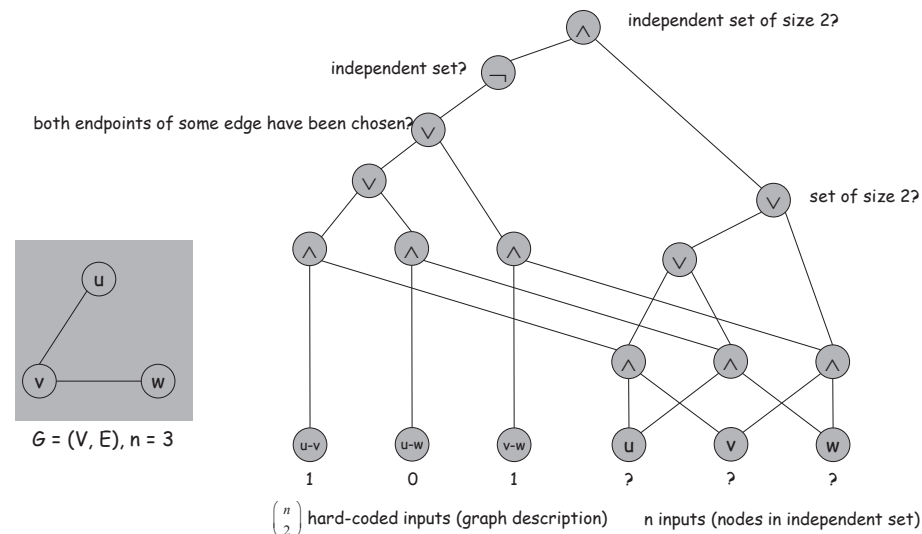 independent set of size 2?
∧
independent set?
¬
both endpoints of some edge have been chosen?
∨
∨
∨
set of size 2?
∧ ∧ ∧
∨
u
v w
∧ ∧ ∧
G = (V, E), n = 3
u-v u-w v-w u v w
1 0 1 ? ? ?
(n 2) hard-coded inputs (graph description)
n inputs (nodes in independent set)